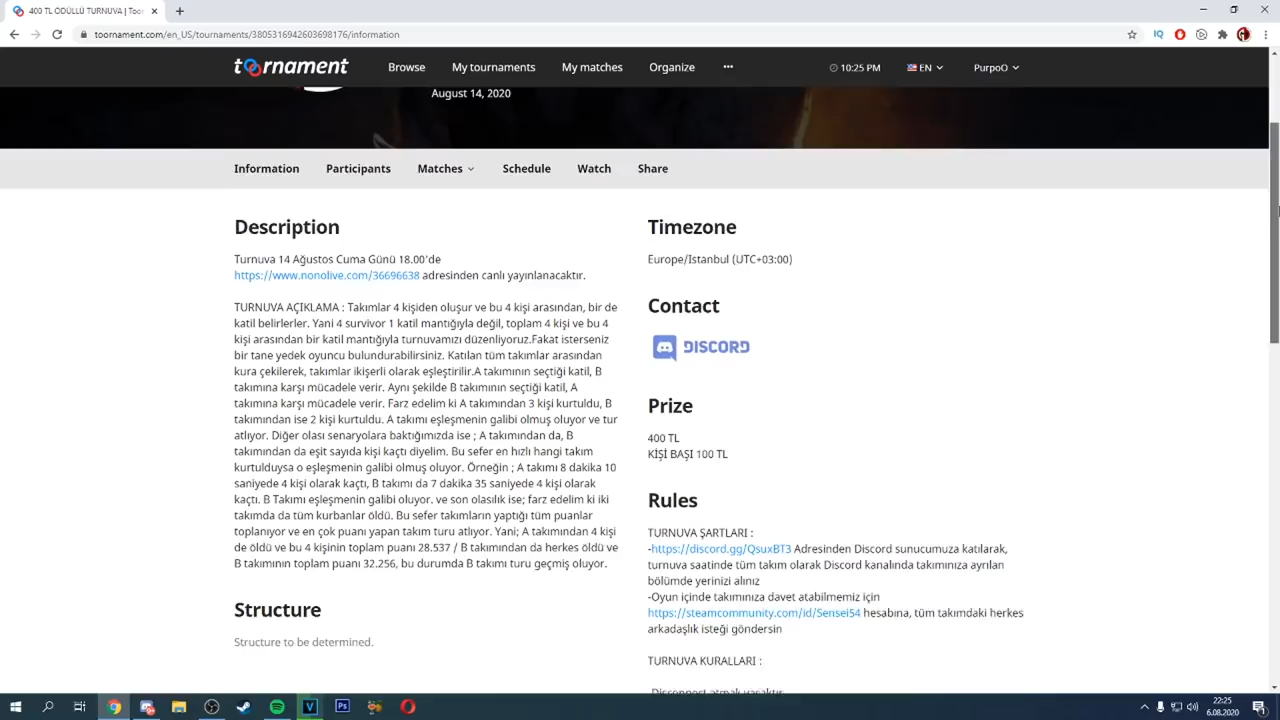 400 TL ÖDÜLLÜ TURNUVA | Toor
toornament.com/en_US/tournaments/3805316942603698176/information
toornament
Browse
My tournaments
My matches
Organize
10:25 PM
EN
PurpoO
August 14, 2020
Information
Participants
Matches
Schedule
Watch
Share
Description
Turnuva 14 Ağustos Cuma Günü 18.00'de
https://www.nonolive.com/36696638 adresinden canlı yayınlanacaktır.
TURNUVA AÇIKLAMA : Takımlar 4 kişiden oluşur ve bu 4 kişi arasından, bir de
katil belirlerler. Yani 4 survivor 1 katil mantığıyla değil, toplam 4 kişi ve bu 4
kişi arasından bir katil mantığıyla turnuvamızı düzenliyoruz.Fakat isterseniz
bir tane yedek oyuncu bulundurabilirsiniz. Katılan tüm takımlar arasından
kura çekilerek, takımlar ikişerli olarak eşleştirilir.A takımının seçtiği katil, B
takımına karşı mücadele verir. Aynı şekilde B takımının seçtiği katil, A
takımına karşı mücadele verir. Farz edelim ki A takımından 3 kişi kurtuldu, B
takımından ise 2 kişi kurtuldu. A takımı eşleşmenin galibi olmuş oluyor ve tur
atlıyor. Diğer olası senaryolara baktığımızda ise ; A takımından da, B
takımından da eşit sayıda kişi kaçtı diyelim. Bu sefer en hızlı hangi takım
kurtulduysa o eşleşmenin galibi olmuş oluyor. Örneğin ; A takımı 8 dakika 10
saniyede 4 kişi olarak kaçtı, B takımı da 7 dakika 35 saniyede 4 kişi olarak
kaçtı. B Takımı eşleşmenin galibi oluyor. ve son olasılık ise; farz edelim ki iki
takımda da tüm kurbanlar öldü. Bu sefer takımların yaptığı tüm puanlar
toplanıyor ve en çok puanı yapan takım turu atlıyor. Yani; A takımından 4 kişi
de öldü ve bu 4 kişinin toplam puanı 28.537 / B takımından da herkes öldü ve
B takımının toplam puanı 32.256, bu durumda B takımı turu geçmiş oluyor.
Structure
Structure to be determined.
Timezone
Europe/Istanbul (UTC+03:00)
Contact
DISCORD
Prize
400 TL
KİŞİ BAŞI 100 TL
Rules
TURNUVA ŞARTLARI :
-https://discord.gg/QsuxBT3 Adresinden Discord sunucumuza katılarak,
turnuva saatinde tüm takım olarak Discord kanalında takımınıza ayrılan
bölümde yerinizi alınız
-Oyun içinde takımınıza davet atabilmemiz için
https://steamcommunity.com/id/Sensei54 hesabına, tüm takımdaki herkes
arkadaşlık isteği göndersin
TURNUVA KURALLARI :
-Disconnect atmak yasaktır
22:25
6.08.2020